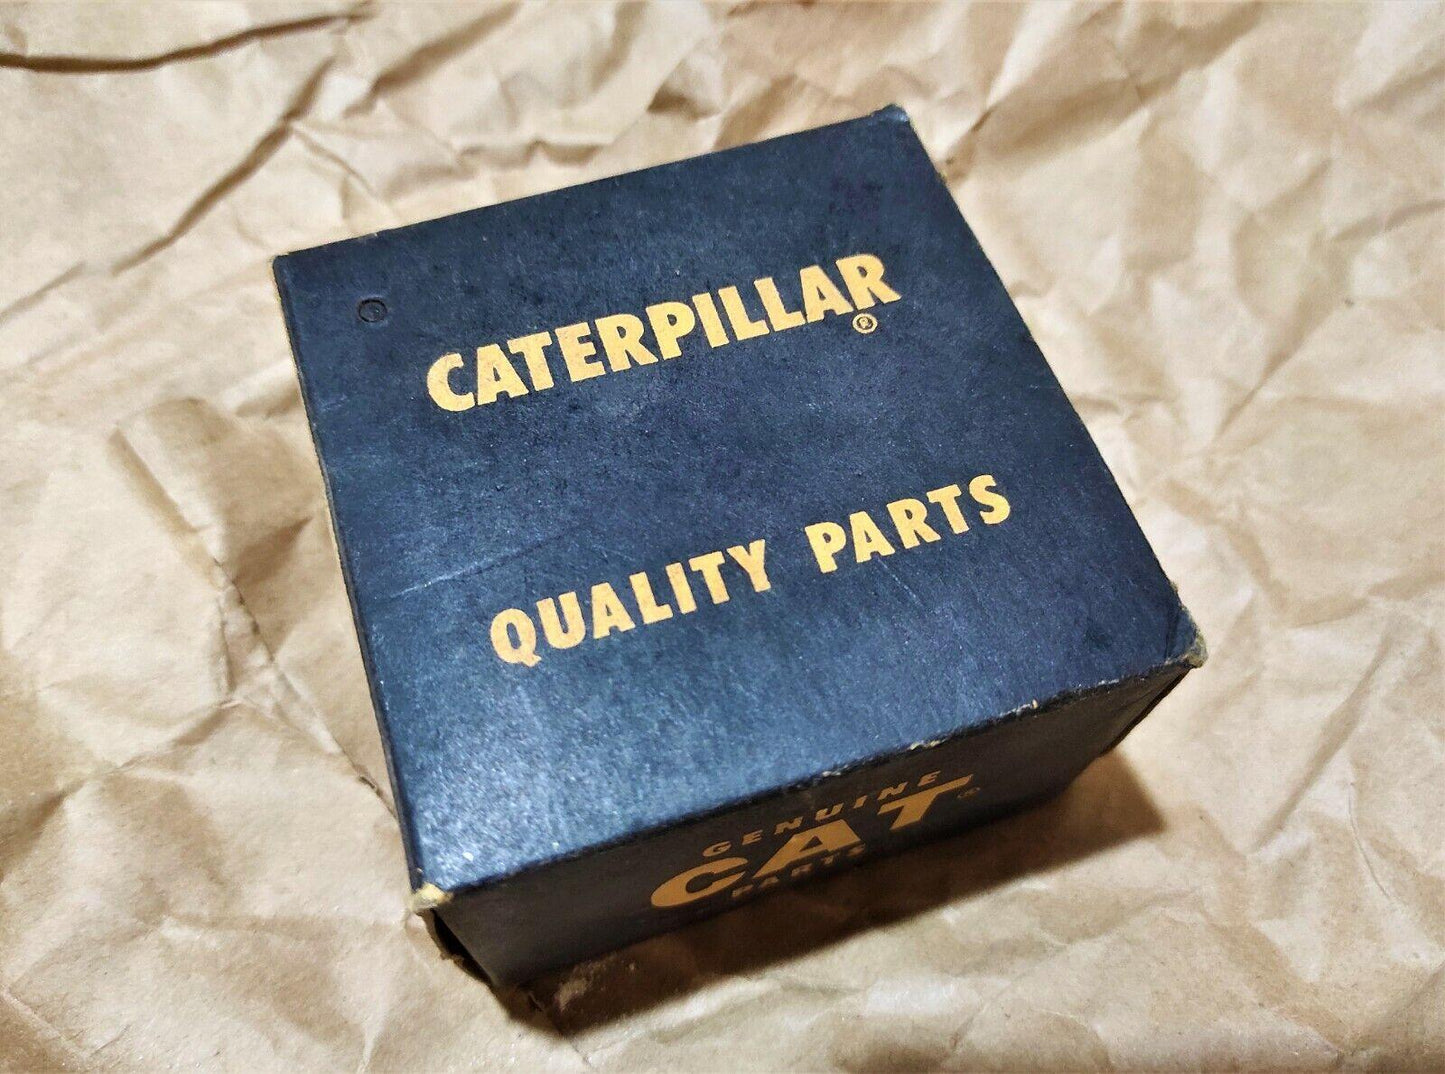 CATERPILLAR®
QUALITY PARTS
GENUINE
CAT®
PARTS